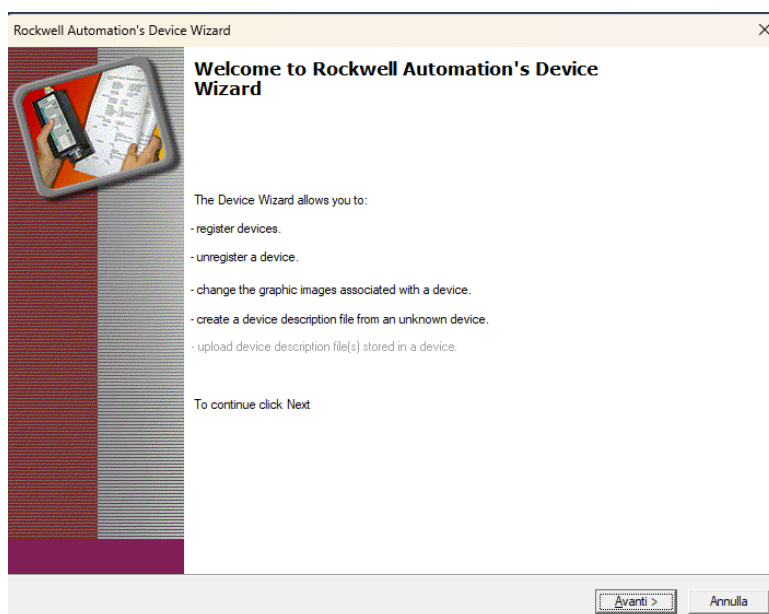 Rockwell Automation's Device Wizard
Welcome to Rockwell Automation's Device
Wizard
The Device Wizard allows you to:
- register devices.
- unregister a device.
- change the graphic images associated with a device.
- create a device description file from an unknown device.
- upload device description file(s) stored in a device.
To continue click Next
Avanti >
Annulla